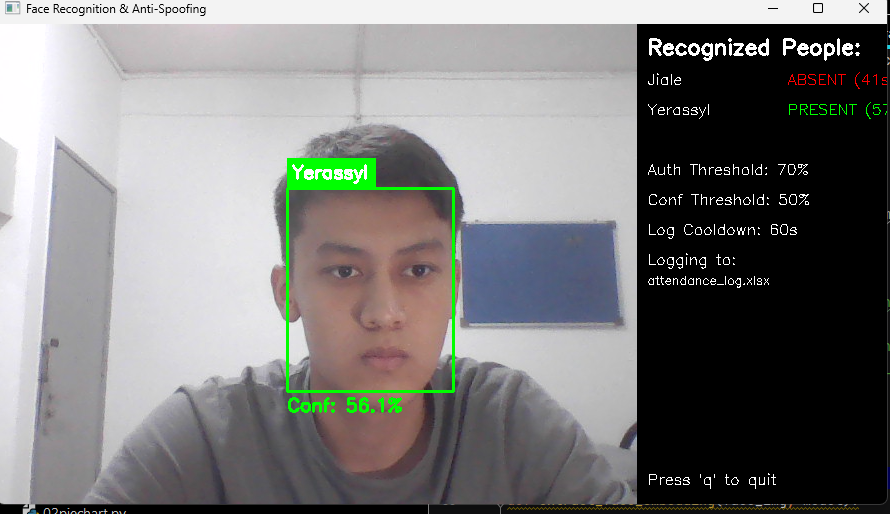 Face Recognition & Anti-Spoofing
Recognized People:
Jiale ABSENT (41s
Yerassyl PRESENT (57
Yerassyl
Auth Threshold: 70%
Conf Threshold: 50%
Log Cooldown: 60s
Logging to:
attendance_log.xlsx
Conf: 56.1%
Press 'q' to quit
02piechart.py